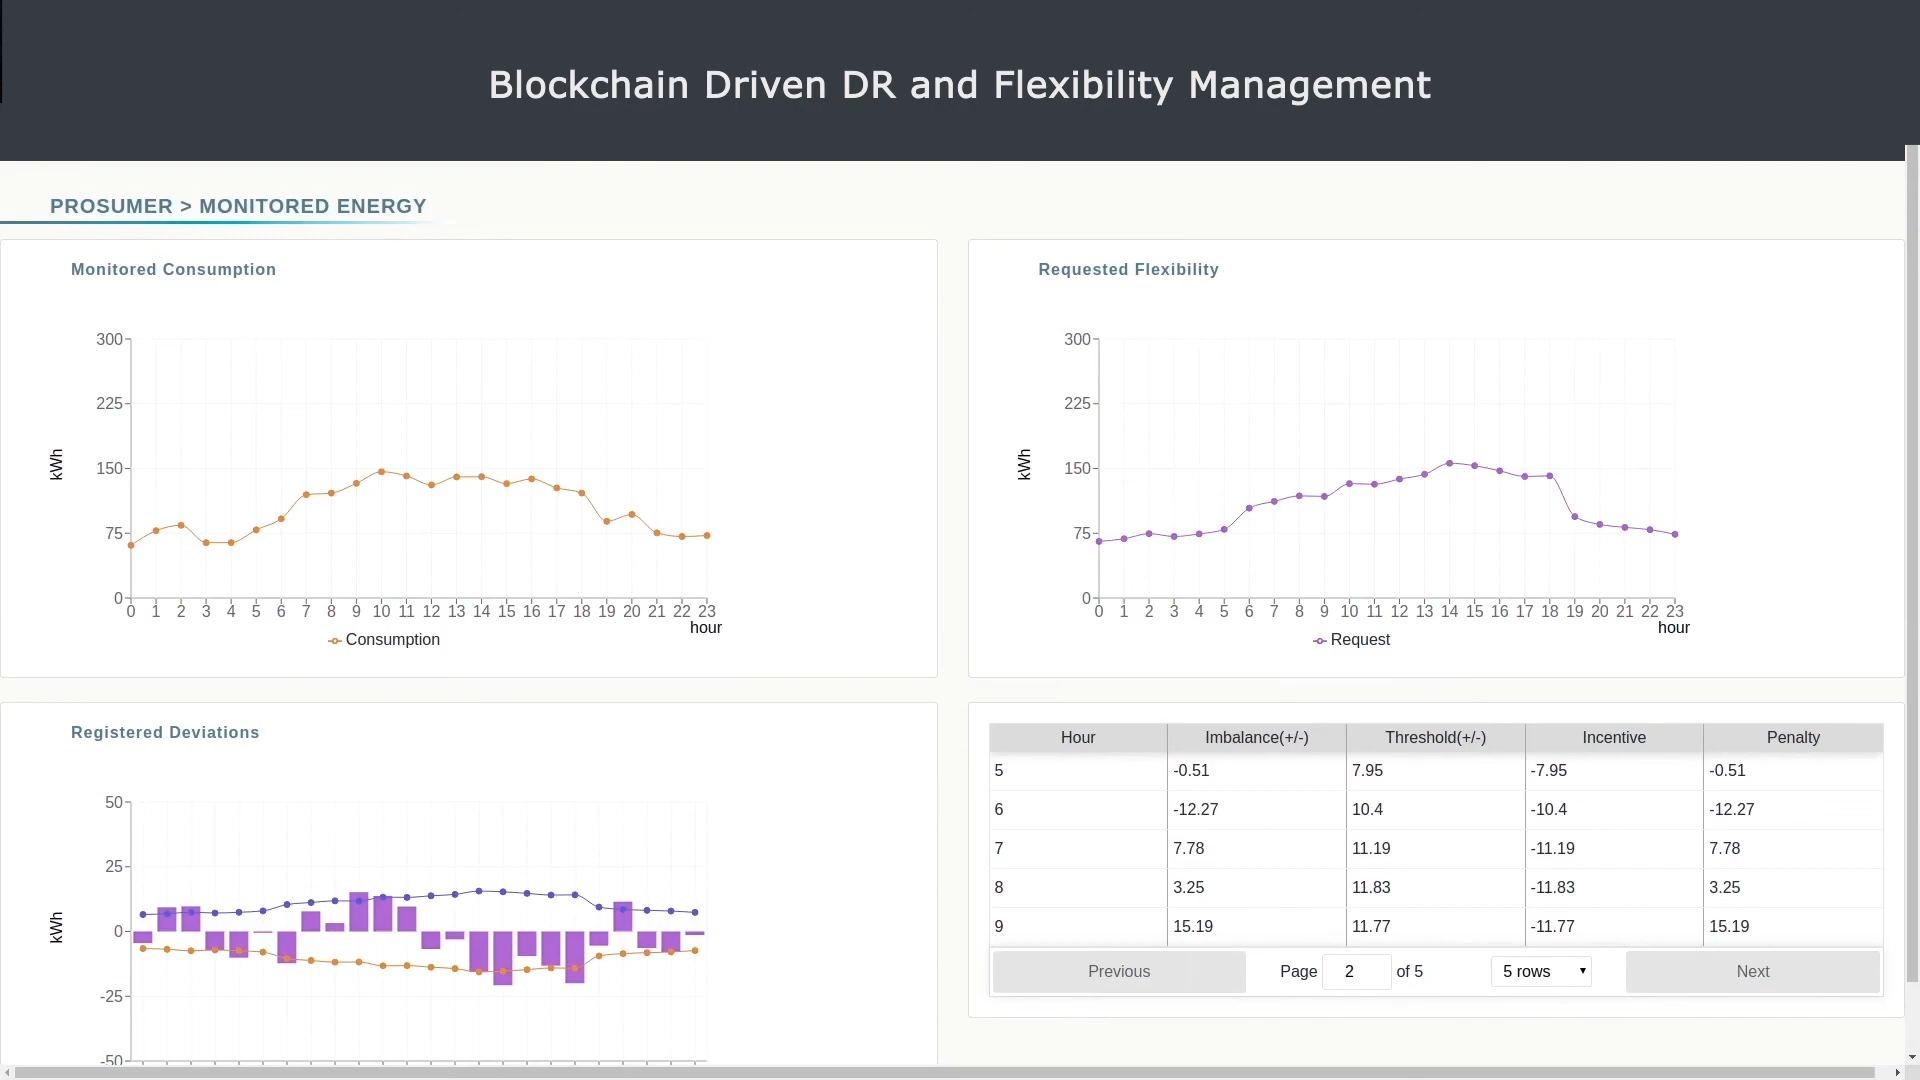 Blockchain Driven DR and Flexibility Management
PROSUMER > MONITORED ENERGY
Monitored Consumption
300
225
150
75
0
kWh
0 1 2 3 4 5 6 7 8 9 10 11 12 13 14 15 16 17 18 19 20 21 22 23
hour
Consumption
Requested Flexibility
300
225
150
75
0
kWh
0 1 2 3 4 5 6 7 8 9 10 11 12 13 14 15 16 17 18 19 20 21 22 23
hour
Request
Registered Deviations
50
25
0
-25
-50
kWh
Hour Imbalance(+/-) Threshold(+/-) Incentive Penalty
5 -0.51 7.95 -7.95 -0.51
6 -12.27 10.4 -10.4 -12.27
7 7.78 11.19 -11.19 7.78
8 3.25 11.83 -11.83 3.25
9 15.19 11.77 -11.77 15.19
Previous Page 2 of 5 5 rows Next